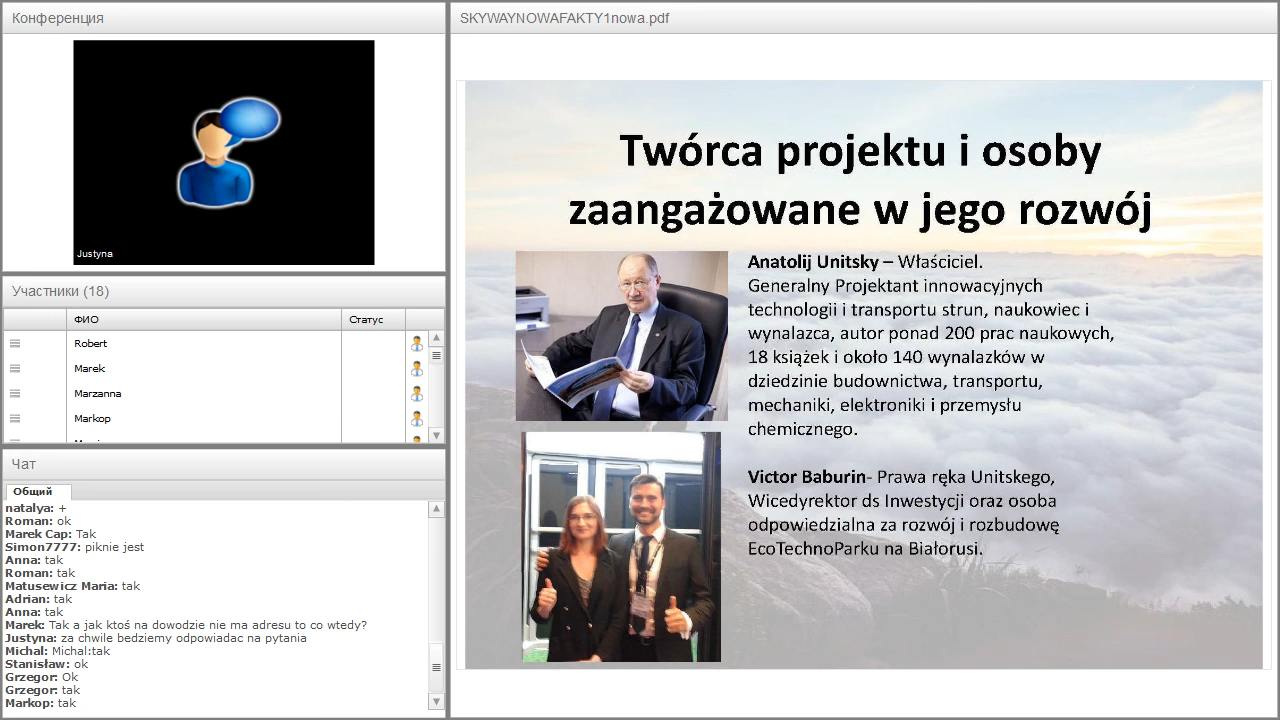 Конференция
Justyna
Участники (18)
ФИО
Статус
Robert
Marek
Marzanna
Markop
Чат
Общий
natalya: +
Roman: ok
Marek Cap: Tak
Simon7777: piknie jest
Anna: tak
Roman: tak
Matusewicz Maria: tak
Adrian: tak
Anna: tak
Marek: Tak a jak ktoś na dowodzie nie ma adresu to co wtedy?
Justyna: za chwile bedziemy odpowiadac na pytania
Michal: Michal:tak
Stanisław: ok
Grzegor: Ok
Grzegor: tak
Markop: tak
SKYWAYNOWAFAKTY1nowa.pdf
Twórca projektu i osoby
zaangażowane w jego rozwój
Anatolij Unitsky – Właściciel.
Generalny Projektant innowacyjnych
technologii i transportu strun, naukowiec i
wynalazca, autor ponad 200 prac naukowych,
18 książek i około 140 wynalazków w
dziedzinie budownictwa, transportu,
mechaniki, elektroniki i przemysłu
chemicznego.
Victor Baburin- Prawa ręka Unitskego,
Wicedyrektor ds Inwestycji oraz osoba
odpowiedzialna za rozwój i rozbudowę
EcoTechnoParku na Białorusi.